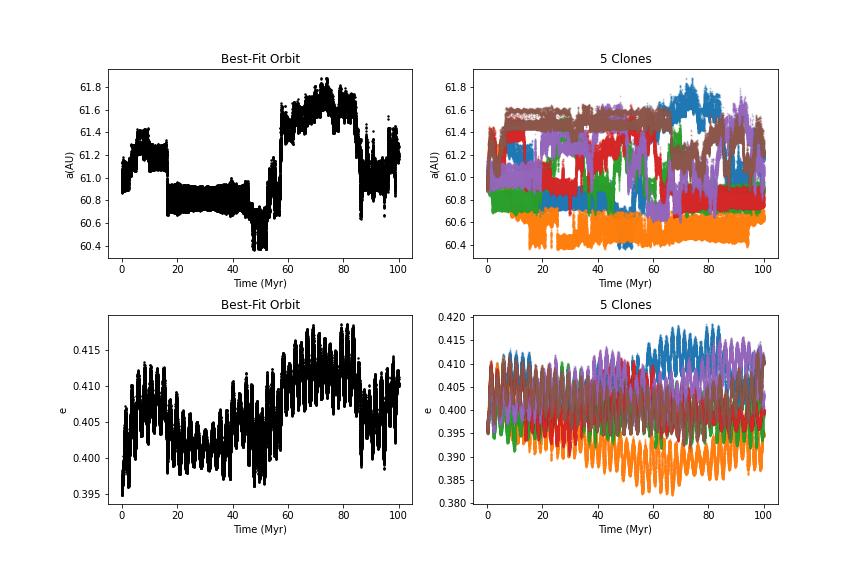 Best-Fit Orbit
a(AU)
61.8
61.6
61.4
61.2
61.0
60.8
60.6
60.4
0 20 40 60 80 100
Time (Myr)
5 Clones
a(AU)
61.8
61.6
61.4
61.2
61.0
60.8
60.6
60.4
0 20 40 60 80 100
Time (Myr)
Best-Fit Orbit
e
0.415
0.410
0.405
0.400
0.395
0 20 40 60 80 100
Time (Myr)
5 Clones
e
0.420
0.415
0.410
0.405
0.400
0.395
0.390
0.385
0.380
0 20 40 60 80 100
Time (Myr)